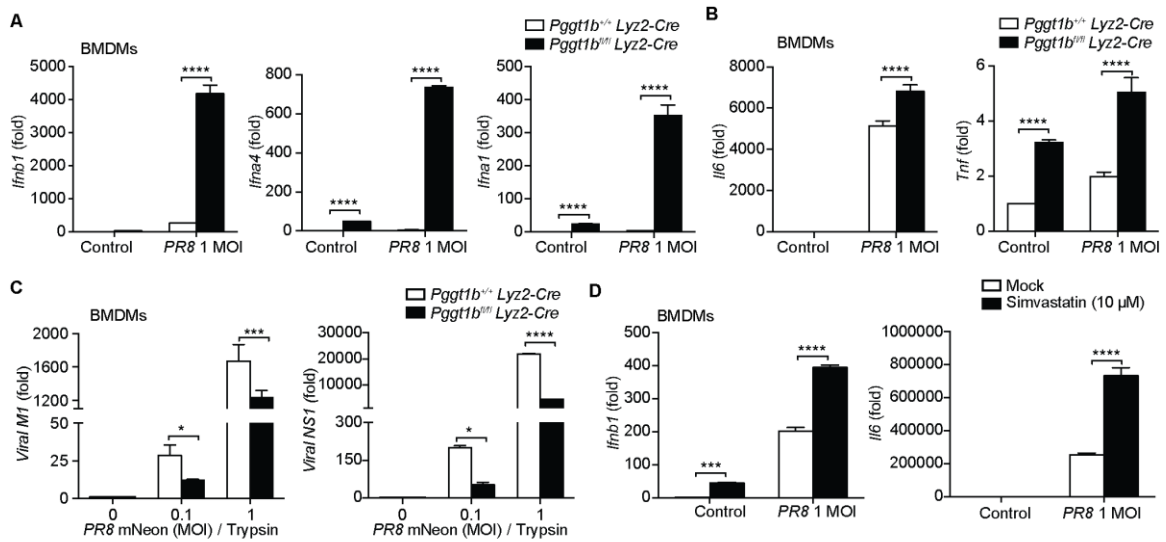 A
BMDMs
Pggt1b+/+ Lyz2-Cre
Pggt1bfl/fl Lyz2-Cre
Ifnb1 (fold)
5000
4000
3000
2000
1000
0
****
Control
PR8 1 MOI
Ifna4 (fold)
800
600
400
200
0
****
****
Control
PR8 1 MOI
Ifna1 (fold)
400
300
200
100
0
****
****
Control
PR8 1 MOI
B
BMDMs
Pggt1b+/+ Lyz2-Cre
Pggt1bfl/fl Lyz2-Cre
Il6 (fold)
8000
6000
4000
2000
0
****
Control
PR8 1 MOI
Tnf (fold)
6
4
2
0
****
****
Control
PR8 1 MOI
C
BMDMs
Pggt1b+/+ Lyz2-Cre
Pggt1bfl/fl Lyz2-Cre
Viral M1 (fold)
2000
1600
1200
50
25
0
*
***
0
0.1
1
PR8 mNeon (MOI) / Trypsin
Viral NS1 (fold)
30000
20000
10000
300
150
0
*
****
0
0.1
1
PR8 mNeon (MOI) / Trypsin
D
BMDMs
Mock
Simvastatin (10 µM)
Ifnb1 (fold)
500
400
300
200
100
0
***
****
Control
PR8 1 MOI
Il6 (fold)
1000000
800000
600000
400000
200000
0
****
Control
PR8 1 MOI